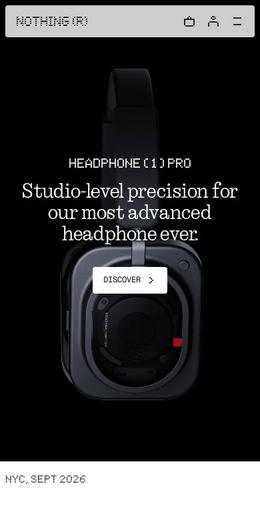 NOTHING (R)
HEADPHONE (1) PRO
Studio-level precision for
our most advanced
headphone ever.
DISCOVER
NYC, SEPT 2026